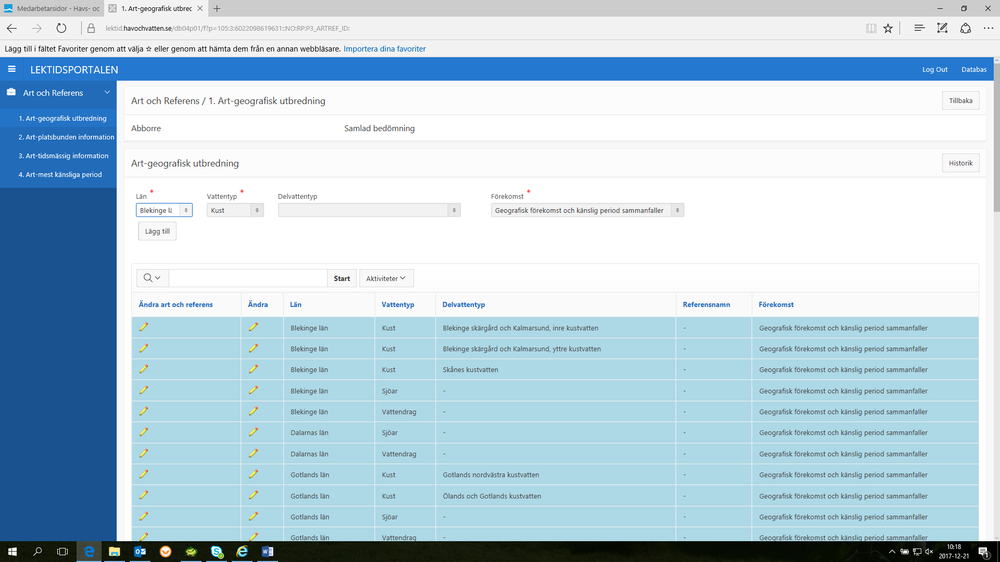 Medarbetarsidor - Havs- oc
1. Art-geografisk utbrec
lektid.havochvatten.se/db04p01/f?p=105:3:6022098619631::NO:RP:P3_ARTREF_ID:
Lägg till i fältet Favoriter genom att välja ☆ eller genom att hämta dem från en annan webbläsare. Importera dina favoriter
LEKTIDSPORTALEN
Log Out Databas
Art och Referens
1. Art-geografisk utbredning
2. Art-platsbunden information
3. Art-tidsmässig information
4. Art-mest känsliga period
Art och Referens / 1. Art-geografisk utbredning
Tillbaka
Abborre Samlad bedömning
Art-geografisk utbredning
Historik
Län * Vattentyp * Delvattentyp Förekomst *
Blekinge lä Kust Geografisk förekomst och känslig period sammanfaller
Lägg till
Start Aktiviteter
Ändra art och referens Ändra Län Vattentyp Delvattentyp Referensnamn Förekomst
Blekinge län Kust Blekinge skärgård och Kalmarsund, inre kustvatten - Geografisk förekomst och känslig period sammanfaller
Blekinge län Kust Blekinge skärgård och Kalmarsund, yttre kustvatten - Geografisk förekomst och känslig period sammanfaller
Blekinge län Kust Skånes kustvatten - Geografisk förekomst och känslig period sammanfaller
Blekinge län Sjöar - - Geografisk förekomst och känslig period sammanfaller
Blekinge län Vattendrag - - Geografisk förekomst och känslig period sammanfaller
Dalarnas län Sjöar - - Geografisk förekomst och känslig period sammanfaller
Dalarnas län Vattendrag - - Geografisk förekomst och känslig period sammanfaller
Gotlands län Kust Gotlands nordvästra kustvatten - Geografisk förekomst och känslig period sammanfaller
Gotlands län Kust Ölands och Gotlands kustvatten - Geografisk förekomst och känslig period sammanfaller
Gotlands län Sjöar - - Geografisk förekomst och känslig period sammanfaller
Gotlands län Vattendrag - - Geografisk förekomst och känslig period sammanfaller
10:18
2017-12-21
1